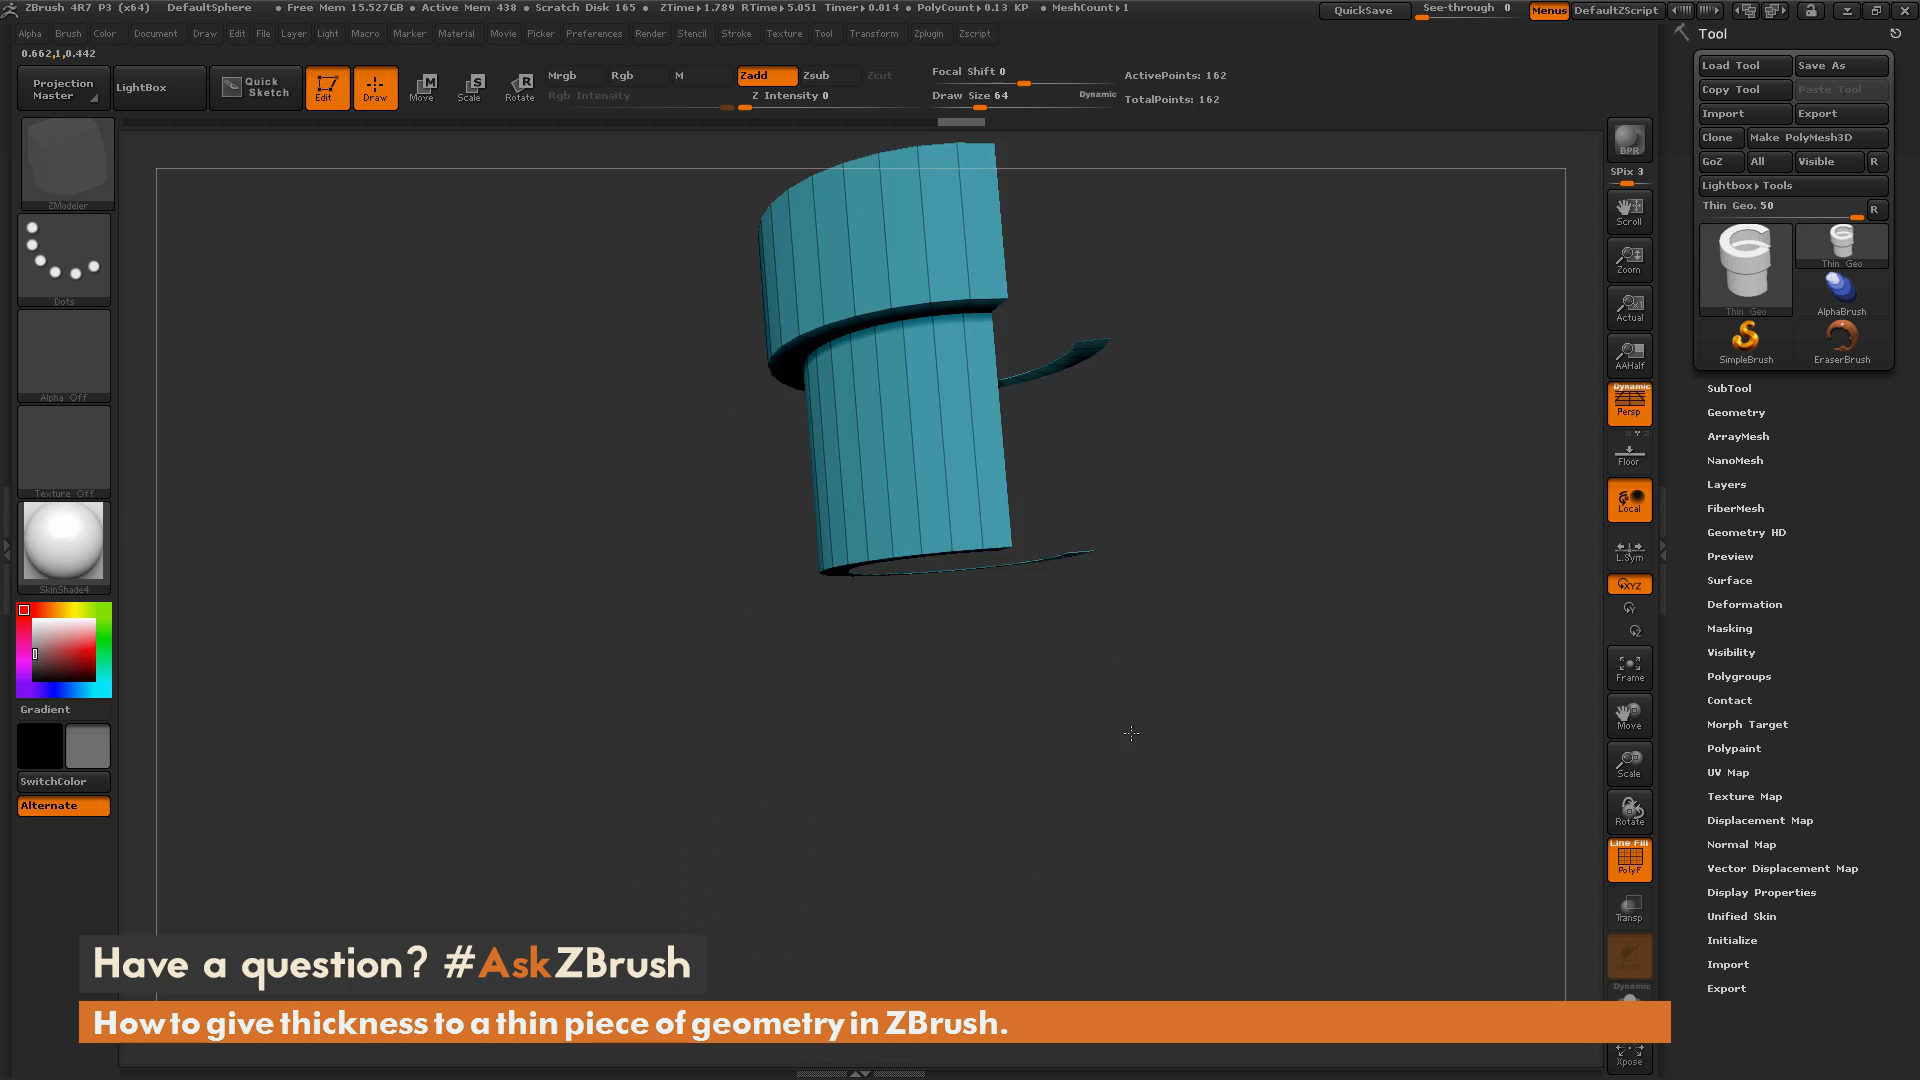 ZBrush 4R7 P3 (x64) DefaultSphere • Free Mem 15.527GB • Active Mem 438 • Scratch Disk 165 • ZTime▸1.789 RTime▸5.051 Timer▸0.014 • PolyCount▸0.13 KP • MeshCount▸1
QuickSave See-through 0 Menus DefaultZScript
Alpha Brush Color Document Draw Edit File Layer Light Macro Marker Material Movie Picker Preferences Render Stencil Stroke Texture Tool Transform Zplugin Zscript
0.662,1,0.442
Projection Master
LightBox
Quick Sketch
Edit
Draw
Move
Scale
Rotate
Mrgb Rgb M Zadd Zsub Zcut
Rgb Intensity Z Intensity 0
Focal Shift 0
Draw Size 64 Dynamic
ActivePoints: 162
TotalPoints: 162
ZModeler
Dots
Alpha Off
Texture Off
SkinShade4
Gradient
SwitchColor
Alternate
BPR
SPix 3
Scroll
Zoom
Actual
AAHalf
Dynamic
Persp
Floor
Local
L.Sym
XYZ
Y
Z
Frame
Move
Scale
Rotate
Line Fill
PolyF
Transp
Ghost
Dynamic
Xpose
Tool
Load Tool Save As
Copy Tool Paste Tool
Import Export
Clone Make PolyMesh3D
GoZ All Visible R
Lightbox▸Tools
Thin Geo. 50 R
Thin Geo
Thin Geo
AlphaBrush
SimpleBrush
EraserBrush
SubTool
Geometry
ArrayMesh
NanoMesh
Layers
FiberMesh
Geometry HD
Preview
Surface
Deformation
Masking
Visibility
Polygroups
Contact
Morph Target
Polypaint
UV Map
Texture Map
Displacement Map
Normal Map
Vector Displacement Map
Display Properties
Unified Skin
Initialize
Import
Export
Have a question? #AskZBrush
How to give thickness to a thin piece of geometry in ZBrush.